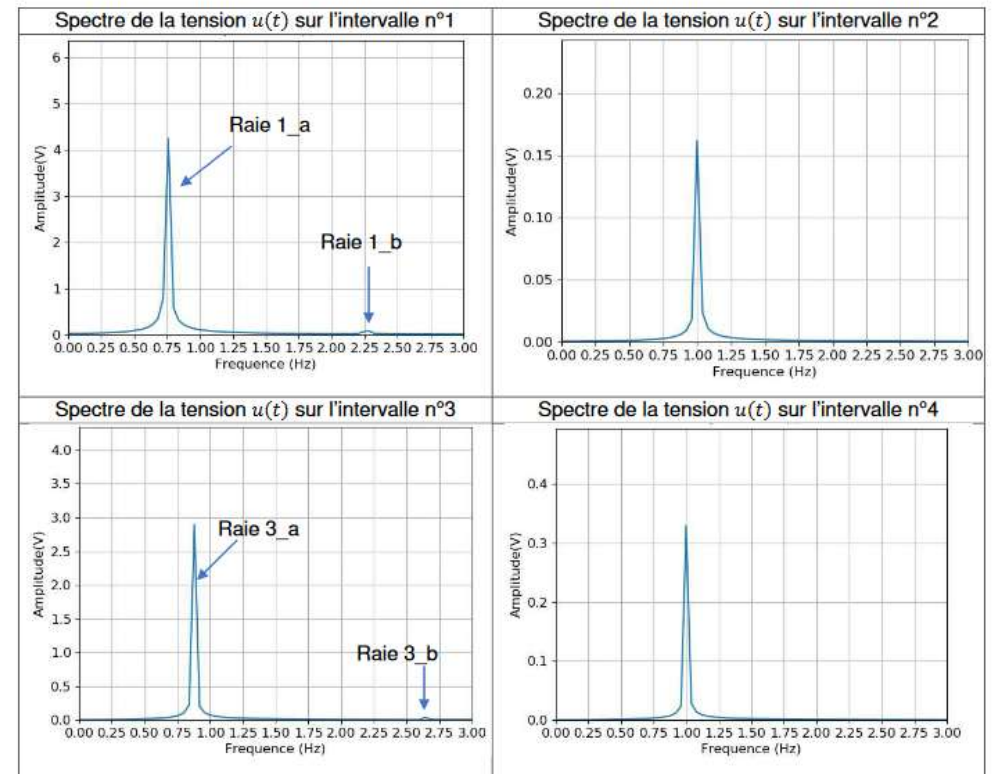 Spectre de la tension u(t) sur l'intervalle n°1
Spectre de la tension u(t) sur l'intervalle n°2
6
5
4
3
2
1
0
Amplitude(V)
Raie 1_a
Raie 1_b
0.00 0.25 0.50 0.75 1.00 1.25 1.50 1.75 2.00 2.25 2.50 2.75 3.00
Frequence (Hz)
0.20
0.15
0.10
0.05
0.00
Amplitude(V)
0.00 0.25 0.50 0.75 1.00 1.25 1.50 1.75 2.00 2.25 2.50 2.75 3.00
Frequence (Hz)
Spectre de la tension u(t) sur l'intervalle n°3
Spectre de la tension u(t) sur l'intervalle n°4
4.0
3.5
3.0
2.5
2.0
1.5
1.0
0.5
0.0
Amplitude(V)
Raie 3_a
Raie 3_b
0.00 0.25 0.50 0.75 1.00 1.25 1.50 1.75 2.00 2.25 2.50 2.75 3.00
Frequence (Hz)
0.4
0.3
0.2
0.1
0.0
Amplitude(V)
0.00 0.25 0.50 0.75 1.00 1.25 1.50 1.75 2.00 2.25 2.50 2.75 3.00
Frequence (Hz)